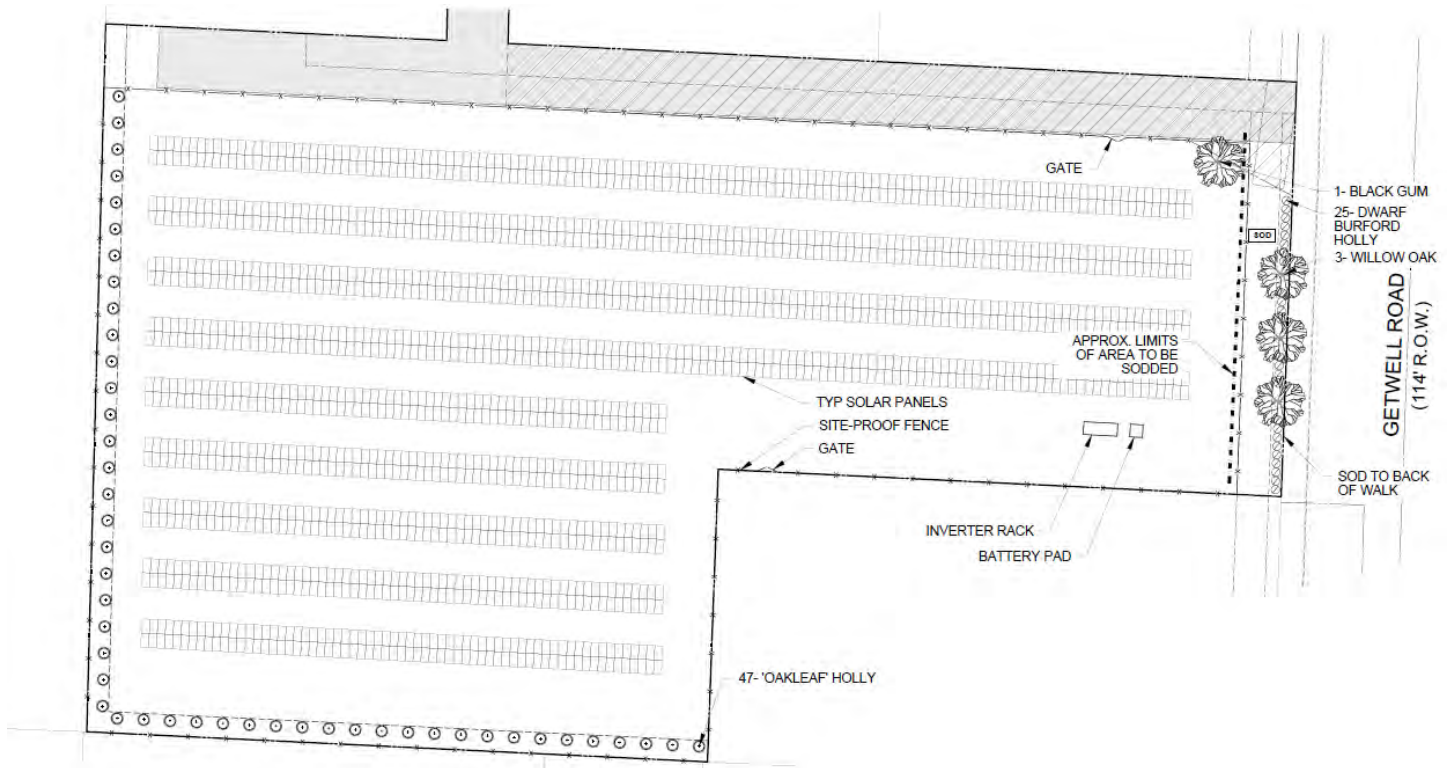 GATE
1- BLACK GUM
25- DWARF
BURFORD
HOLLY
SOD
3- WILLOW OAK
GETWELL ROAD
(114' R.O.W.)
APPROX. LIMITS
OF AREA TO BE
SODDED
TYP SOLAR PANELS
SITE-PROOF FENCE
GATE
SOD TO BACK
OF WALK
INVERTER RACK
BATTERY PAD
47- 'OAKLEAF' HOLLY